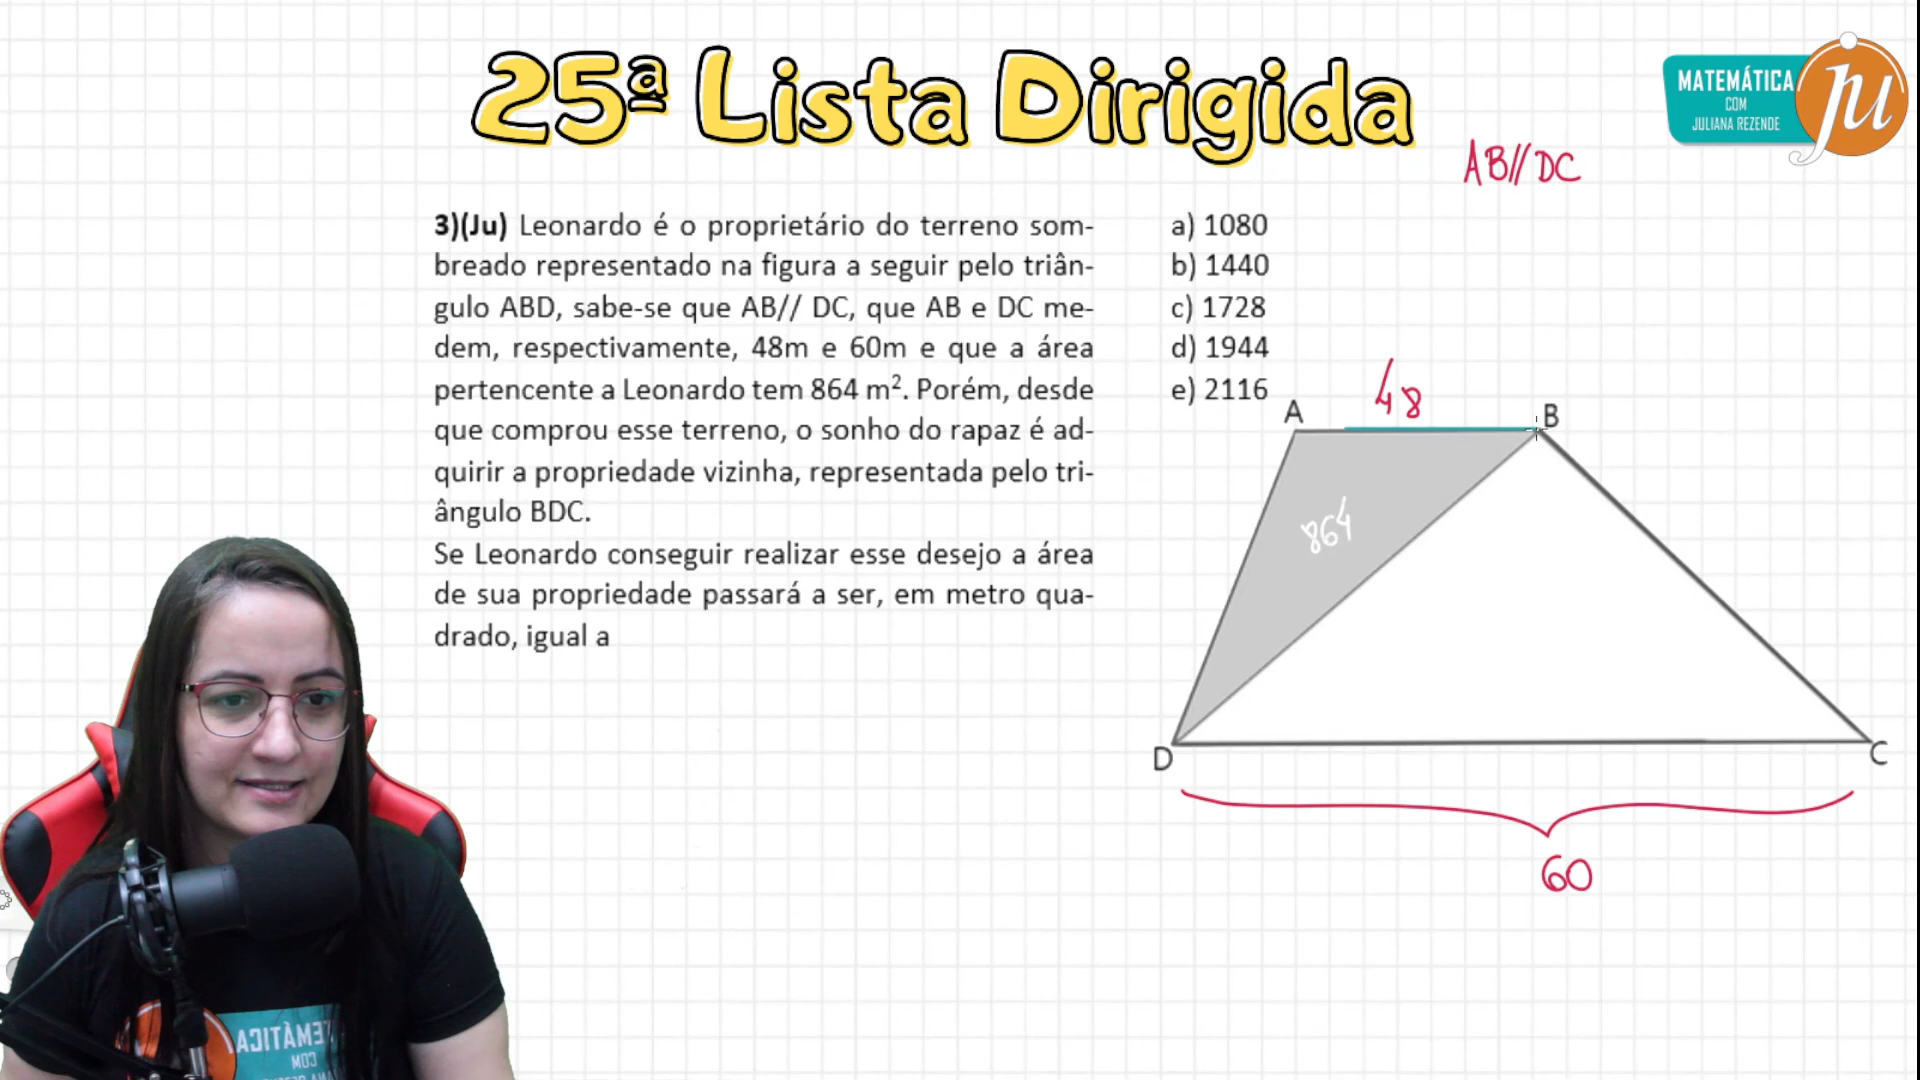 25ª Lista Dirigida
MATEMÁTICA
COM
JULIANA REZENDE
ju
AB//DC
3)(Ju) Leonardo é o proprietário do terreno som-
breado representado na figura a seguir pelo triân-
gulo ABD, sabe-se que AB// DC, que AB e DC me-
dem, respectivamente, 48m e 60m e que a área
pertencente a Leonardo tem 864 m². Porém, desde
que comprou esse terreno, o sonho do rapaz é ad-
quirir a propriedade vizinha, representada pelo tri-
ângulo BDC.
Se Leonardo conseguir realizar esse desejo a área
de sua propriedade passará a ser, em metro qua-
drado, igual a
a) 1080
b) 1440
c) 1728
d) 1944
e) 2116
48
A
B
864
D
C
60
TEMÁTICA
COM